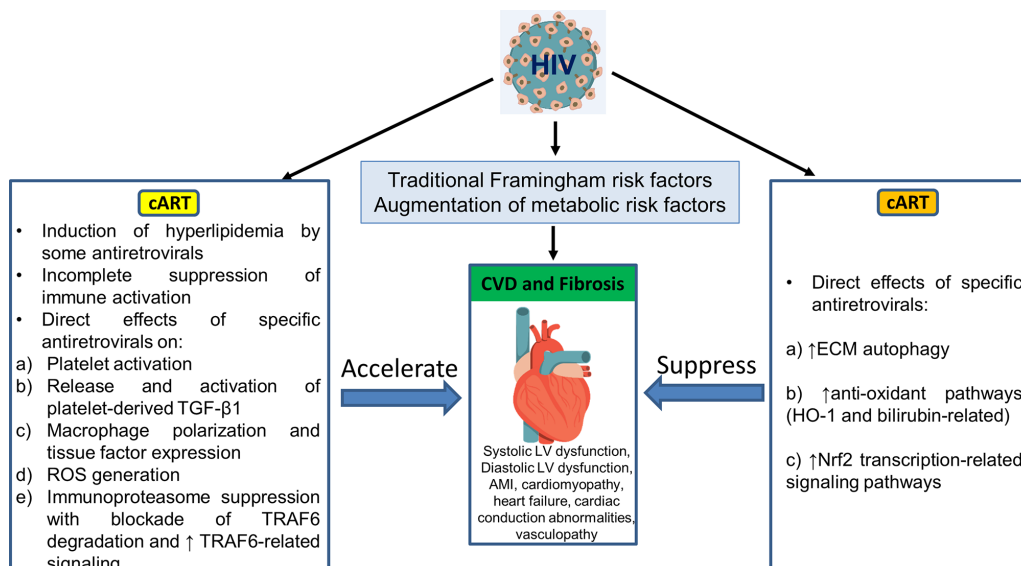 HIV
Traditional Framingham risk factors
Augmentation of metabolic risk factors
cART
• Induction of hyperlipidemia by
some antiretrovirals
• Incomplete suppression of
immune activation
• Direct effects of specific
antiretrovirals on:
a) Platelet activation
b) Release and activation of
platelet-derived TGF-β1
c) Macrophage polarization and
tissue factor expression
d) ROS generation
e) Immunoproteasome suppression
with blockade of TRAF6
degradation and ↑ TRAF6-related
signaling
Accelerate
CVD and Fibrosis
Systolic LV dysfunction,
Diastolic LV dysfunction,
AMI, cardiomyopathy,
heart failure, cardiac
conduction abnormalities,
vasculopathy
Suppress
cART
• Direct effects of specific
antiretrovirals:
a) ↑ECM autophagy
b) ↑anti-oxidant pathways
(HO-1 and bilirubin-related)
c) ↑Nrf2 transcription-related
signaling pathways